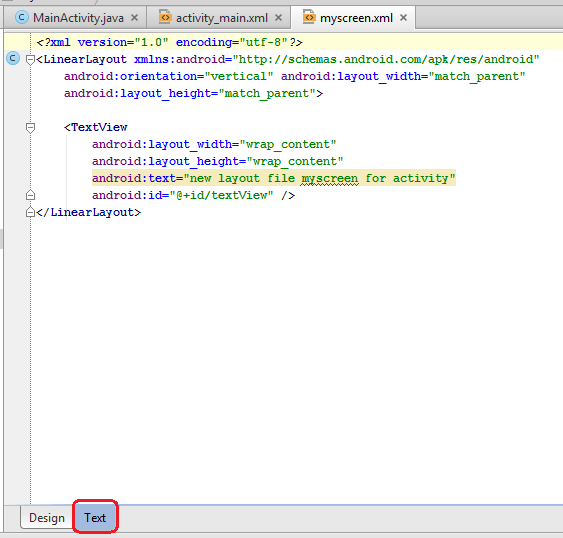 MainActivity.java × activity_main.xml × myscreen.xml ×
<?xml version="1.0" encoding="utf-8"?>
C <LinearLayout xmlns:android="http://schemas.android.com/apk/res/android"
android:orientation="vertical" android:layout_width="match_parent"
android:layout_height="match_parent">
<TextView
android:layout_width="wrap_content"
android:layout_height="wrap_content"
android:text="new layout file myscreen for activity"
android:id="@+id/textView" />
</LinearLayout>
Design Text